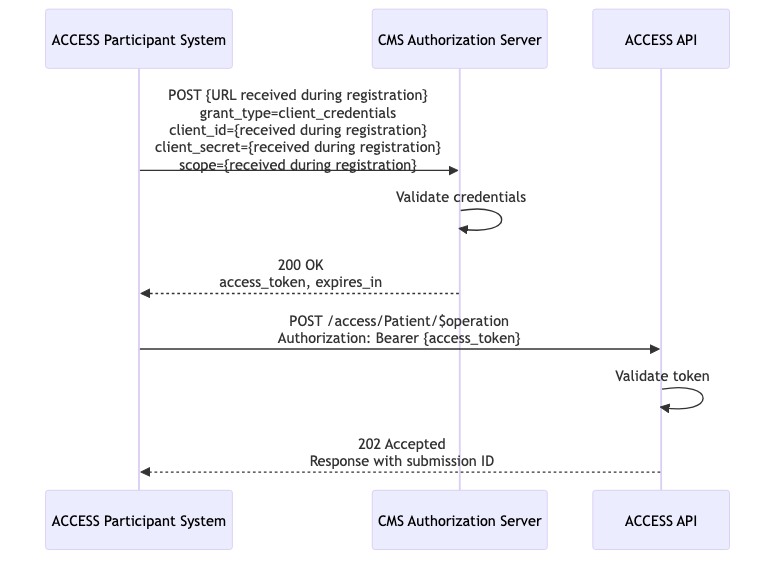 ACCESS Participant System
CMS Authorization Server
ACCESS API
POST {URL received during registration}
grant_type=client_credentials
client_id={received during registration}
client_secret={received during registration}
scope={received during registration}
Validate credentials
200 OK
access_token, expires_in
POST /access/Patient/$operation
Authorization: Bearer {access_token}
Validate token
202 Accepted
Response with submission ID
ACCESS Participant System
CMS Authorization Server
ACCESS API